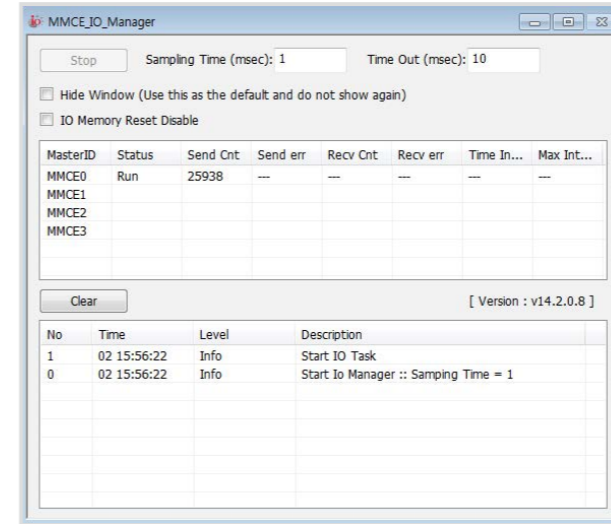 MMCE_IO_Manager
Stop Sampling Time (msec): 1 Time Out (msec): 10
Hide Window (Use this as the default and do not show again)
IO Memory Reset Disable
MasterID Status Send Cnt Send err Recv Cnt Recv err Time In... Max Int...
MMCE0 Run 25938 --- --- --- --- ---
MMCE1
MMCE2
MMCE3
Clear [ Version : v14.2.0.8 ]
No Time Level Description
1 02 15:56:22 Info Start IO Task
0 02 15:56:22 Info Start Io Manager :: Samping Time = 1